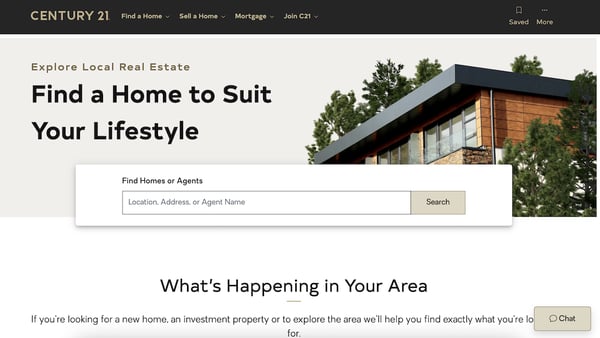 CENTURY 21
Find a Home
Sell a Home
Mortgage
Join C21
Saved
More
Explore Local Real Estate
Find a Home to Suit
Your Lifestyle
Find Homes or Agents
Location, Address, or Agent Name
Search
What's Happening in Your Area
If you're looking for a new home, an investment property or to explore the area we'll help you find exactly what you're lo
for.
Chat